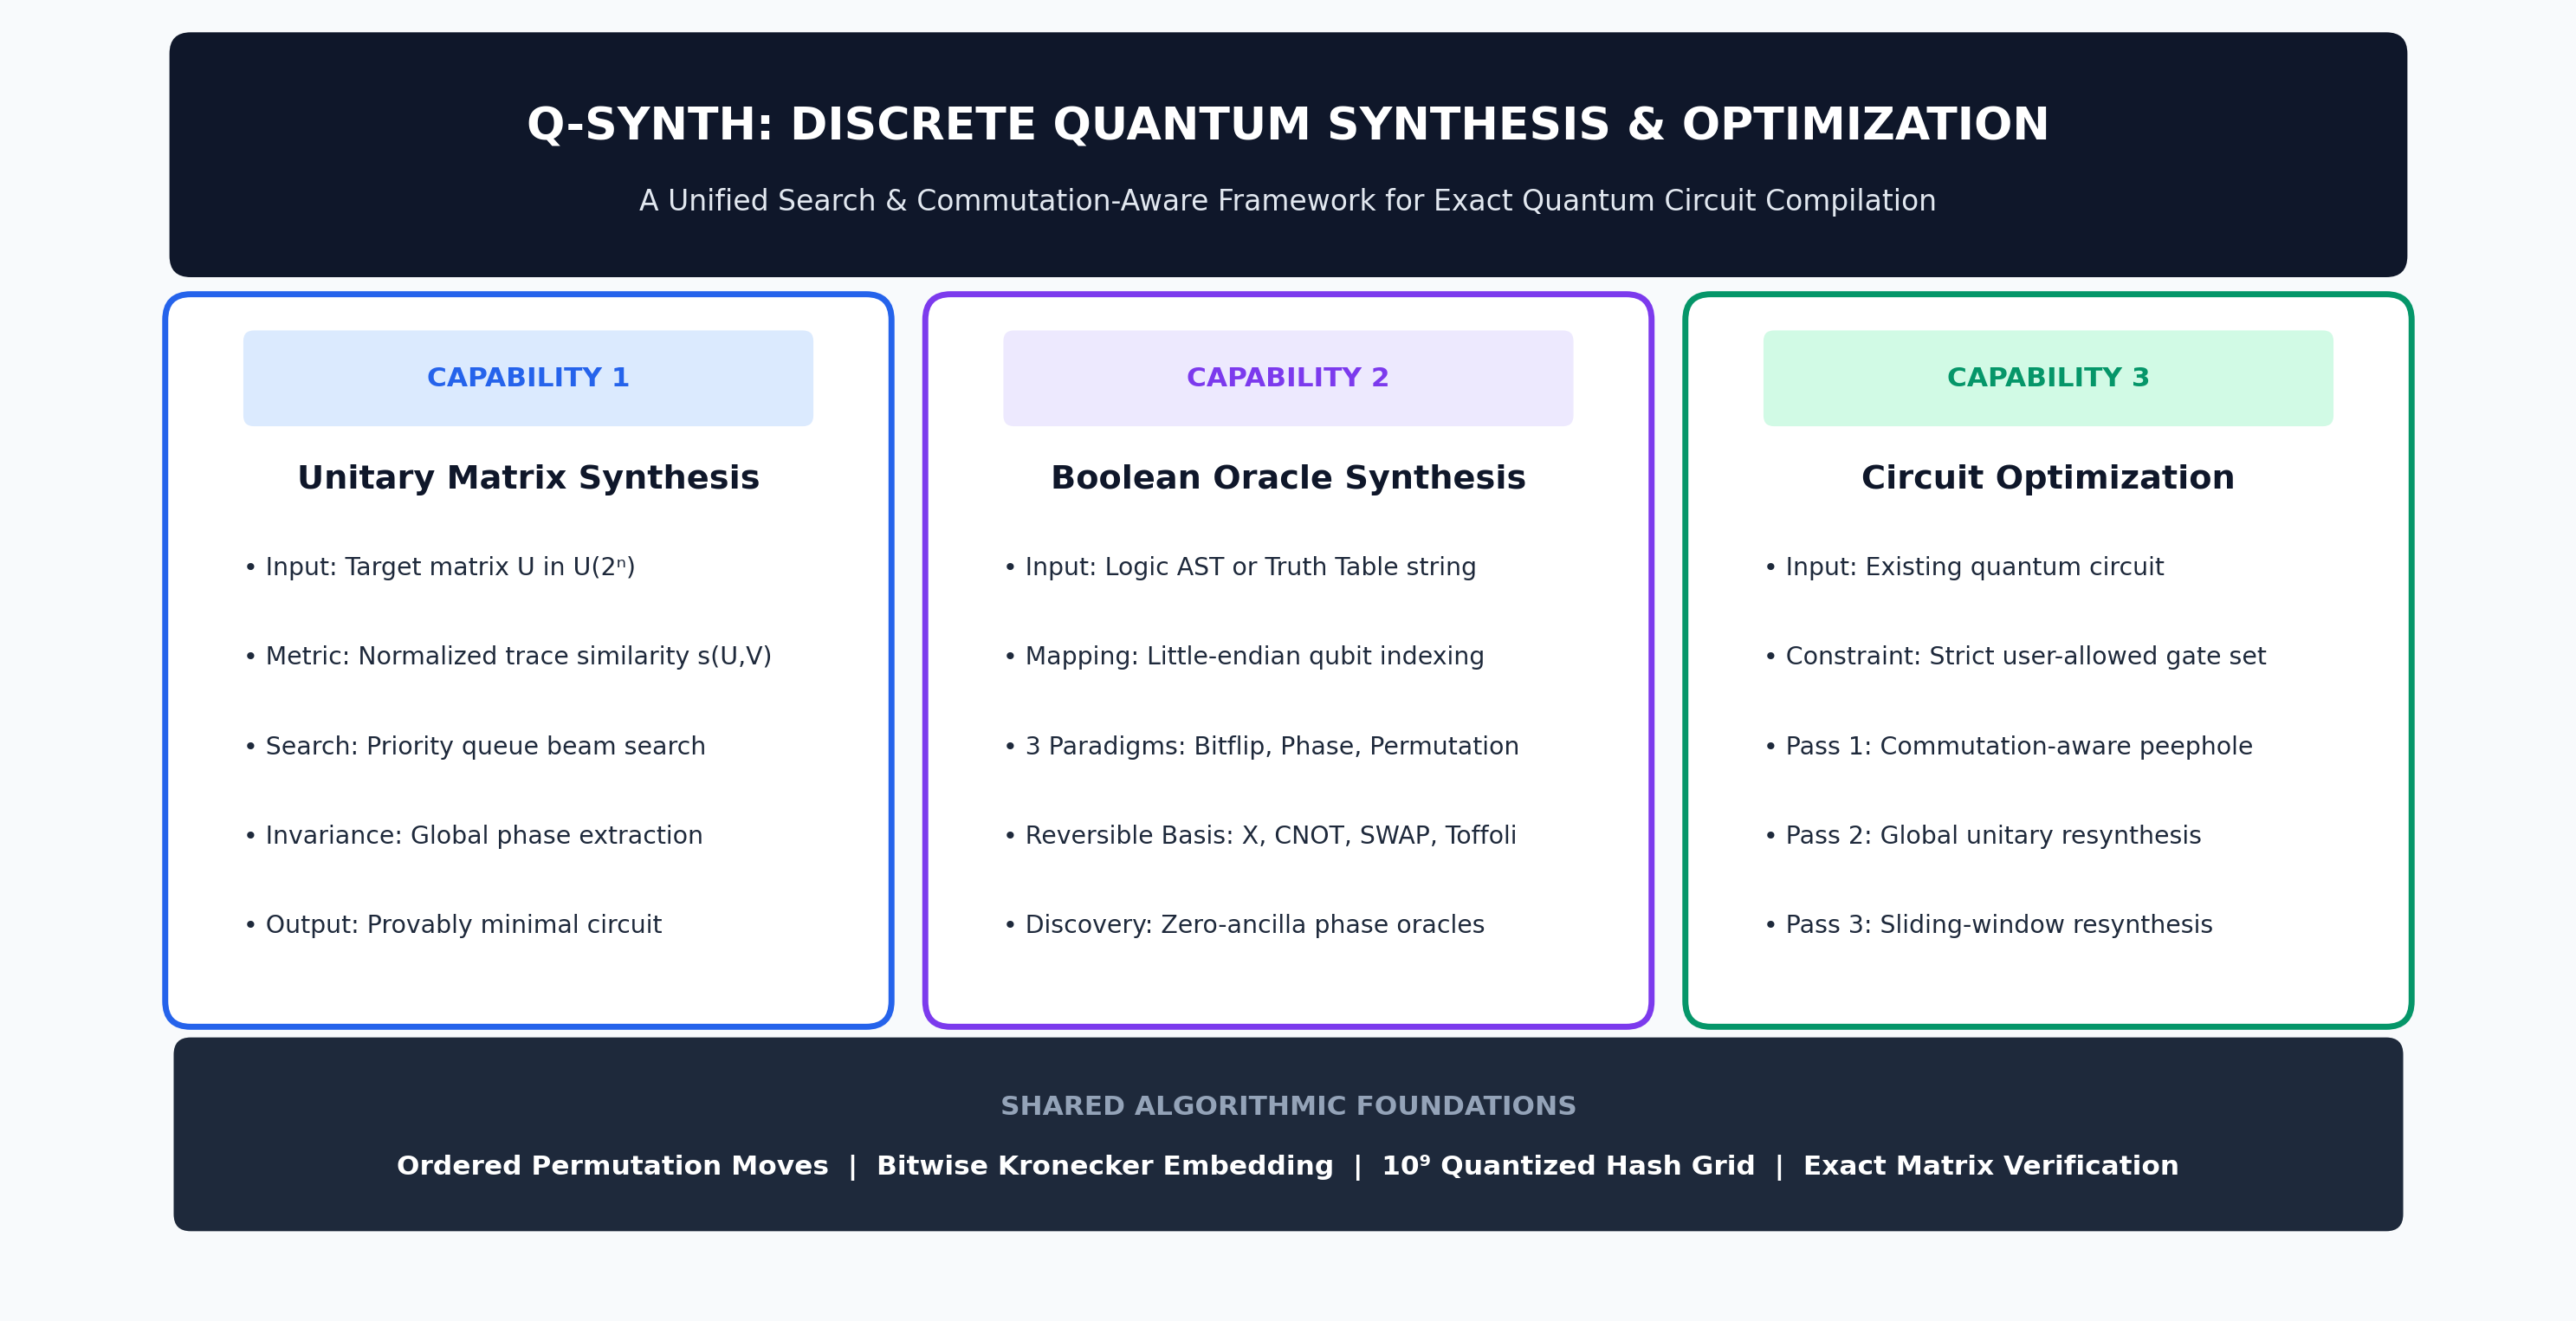 Q-SYNTH: DISCRETE QUANTUM SYNTHESIS & OPTIMIZATION
A Unified Search & Commutation-Aware Framework for Exact Quantum Circuit Compilation
CAPABILITY 1
Unitary Matrix Synthesis
• Input: Target matrix U in U(2ⁿ)
• Metric: Normalized trace similarity s(U,V)
• Search: Priority queue beam search
• Invariance: Global phase extraction
• Output: Provably minimal circuit
CAPABILITY 2
Boolean Oracle Synthesis
• Input: Logic AST or Truth Table string
• Mapping: Little-endian qubit indexing
• 3 Paradigms: Bitflip, Phase, Permutation
• Reversible Basis: X, CNOT, SWAP, Toffoli
• Discovery: Zero-ancilla phase oracles
CAPABILITY 3
Circuit Optimization
• Input: Existing quantum circuit
• Constraint: Strict user-allowed gate set
• Pass 1: Commutation-aware peephole
• Pass 2: Global unitary resynthesis
• Pass 3: Sliding-window resynthesis
SHARED ALGORITHMIC FOUNDATIONS
Ordered Permutation Moves | Bitwise Kronecker Embedding | 10⁹ Quantized Hash Grid | Exact Matrix Verification